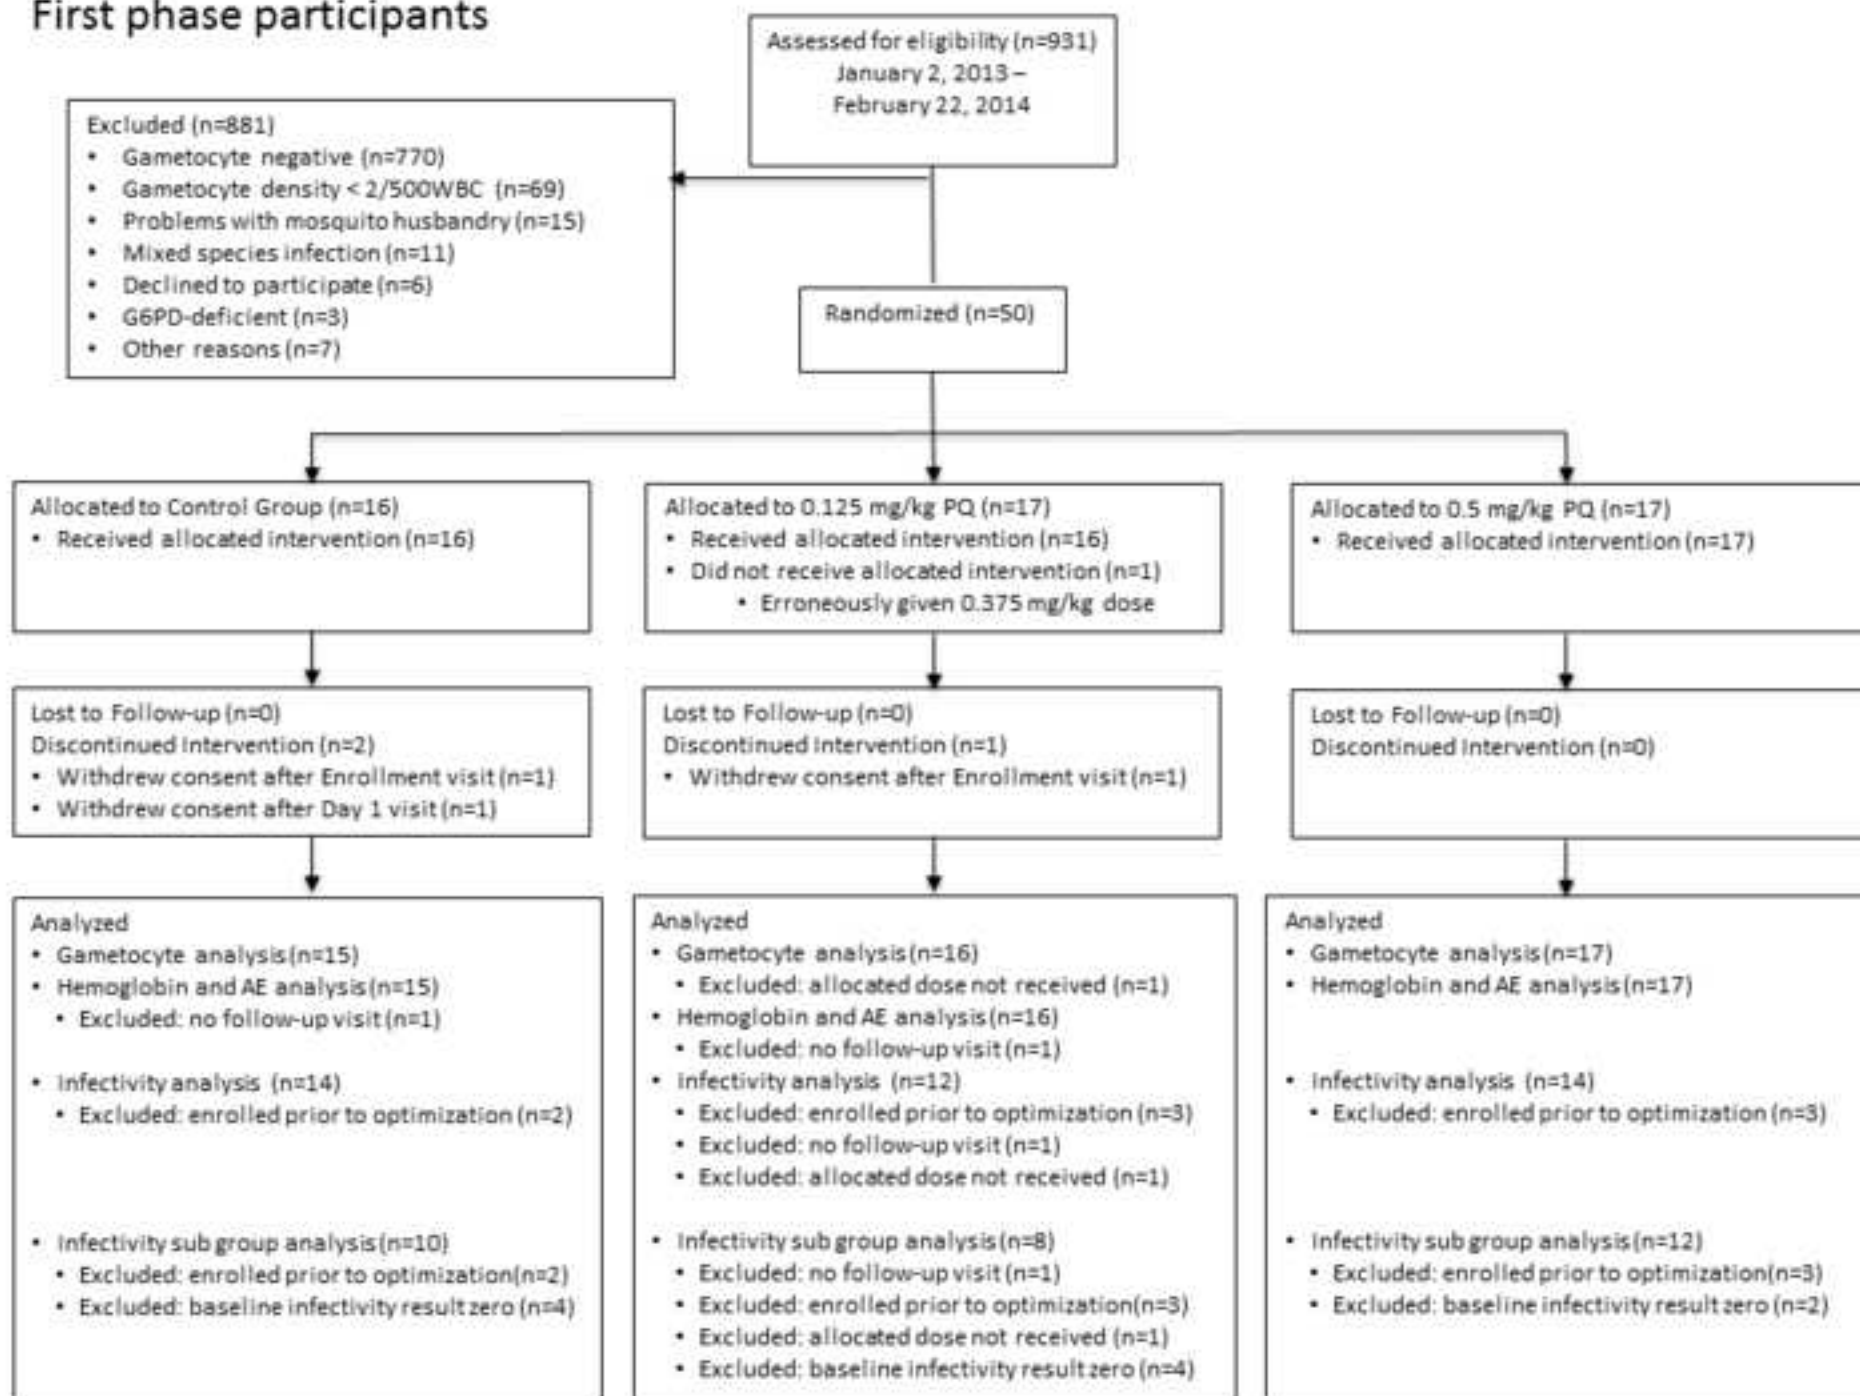 First phase participants
Assessed for eligibility (n=931)
January 2, 2013 –
February 22, 2014
Excluded (n=881)
• Gametocyte negative (n=770)
• Gametocyte density < 2/500WBC (n=69)
• Problems with mosquito husbandry (n=15)
• Mixed species infection (n=11)
• Declined to participate (n=6)
• G6PD-deficient (n=3)
• Other reasons (n=7)
Randomized (n=50)
Allocated to Control Group (n=16)
• Received allocated intervention (n=16)
Allocated to 0.125 mg/kg PQ (n=17)
• Received allocated intervention (n=16)
• Did not receive allocated intervention (n=1)
• Erroneously given 0.375 mg/kg dose
Allocated to 0.5 mg/kg PQ (n=17)
• Received allocated intervention (n=17)
Lost to Follow-up (n=0)
Discontinued Intervention (n=2)
• Withdrew consent after Enrollment visit (n=1)
• Withdrew consent after Day 1 visit (n=1)
Lost to Follow-up (n=0)
Discontinued Intervention (n=1)
• Withdrew consent after Enrollment visit (n=1)
Lost to Follow-up (n=0)
Discontinued Intervention (n=0)
Analyzed
• Gametocyte analysis (n=15)
• Hemoglobin and AE analysis (n=15)
• Excluded: no follow-up visit (n=1)
• Infectivity analysis (n=14)
• Excluded: enrolled prior to optimization (n=2)
• Infectivity sub group analysis (n=10)
• Excluded: enrolled prior to optimization(n=2)
• Excluded: baseline infectivity result zero (n=4)
Analyzed
• Gametocyte analysis (n=16)
• Excluded: allocated dose not received (n=1)
• Hemoglobin and AE analysis (n=16)
• Excluded: no follow-up visit (n=1)
• Infectivity analysis (n=12)
• Excluded: enrolled prior to optimization (n=3)
• Excluded: no follow-up visit (n=1)
• Excluded: allocated dose not received (n=1)
• Infectivity sub group analysis (n=8)
• Excluded: no follow-up visit (n=1)
• Excluded: enrolled prior to optimization(n=3)
• Excluded: allocated dose not received (n=1)
• Excluded: baseline infectivity result zero (n=4)
Analyzed
• Gametocyte analysis (n=17)
• Hemoglobin and AE analysis (n=17)
• Infectivity analysis (n=14)
• Excluded: enrolled prior to optimization (n=3)
• Infectivity sub group analysis (n=12)
• Excluded: enrolled prior to optimization(n=3)
• Excluded: baseline infectivity result zero (n=2)